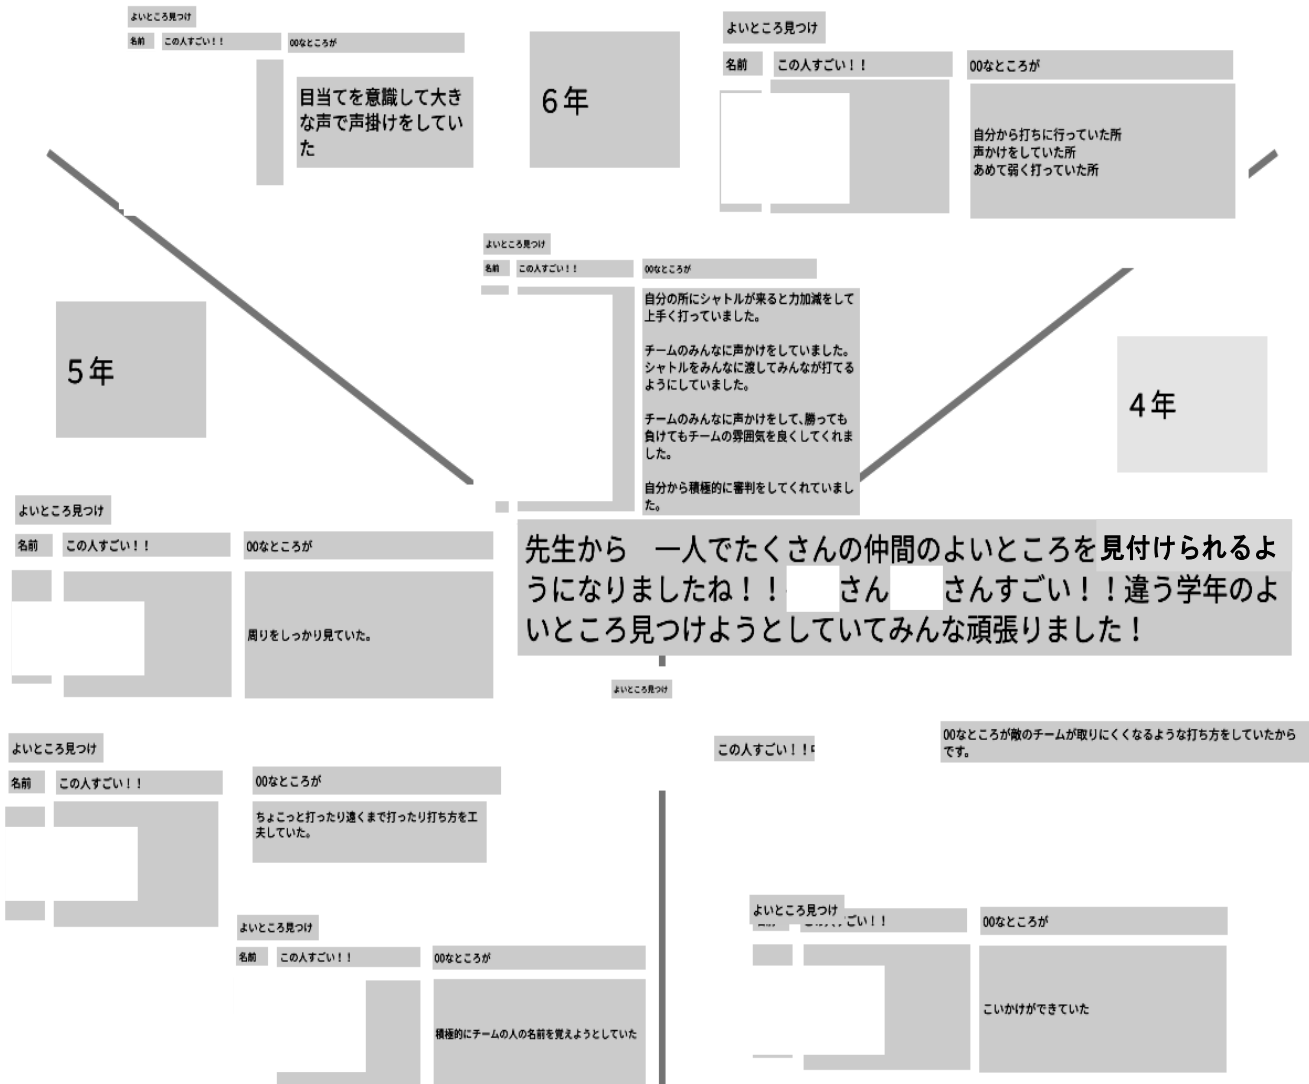 よいところ見つけ
名前 この人すごい！！ 00なところが
目当てを意識して大き
な声で声掛けをしてい
た
6年
よいところ見つけ
名前 この人すごい！！ 00なところが
自分から打ちに行っていた所
声かけをしていた所
あめて弱く打っていた所
よいところ見つけ
名前 この人すごい！！ 00なところが
自分の所にシャトルが来ると力加減をして
上手く打っていました。
チームのみんなに声かけをしていました。
シャトルをみんなに渡してみんなが打てる
ようにしていました。
チームのみんなに声かけをして、勝っても
負けてもチームの雰囲気を良くしてくれま
した。
自分から積極的に審判をしてくれていまし
た。
5年
4年
よいところ見つけ
名前 この人すごい！！ 00なところが
周りをしっかり見ていた。
先生から　一人でたくさんの仲間のよいところを見付けられるよ
うになりましたね！！ さん さんすごい！！違う学年のよ
いところ見つけようとしていてみんな頑張りました！
よいところ見つけ
よいところ見つけ
名前 この人すごい！！ 00なところが
ちょこっと打ったり遠くまで打ったり打ち方を工
夫していた。
この人すごい！！
00なところが敵のチームが取りにくくなるような打ち方をしていたから
です。
よいところ見つけ
名前 この人すごい！！ 00なところが
積極的にチームの人の名前を覚えようとしていた
よいところ見つけ
ごい！！ 00なところが
こいかけができていた